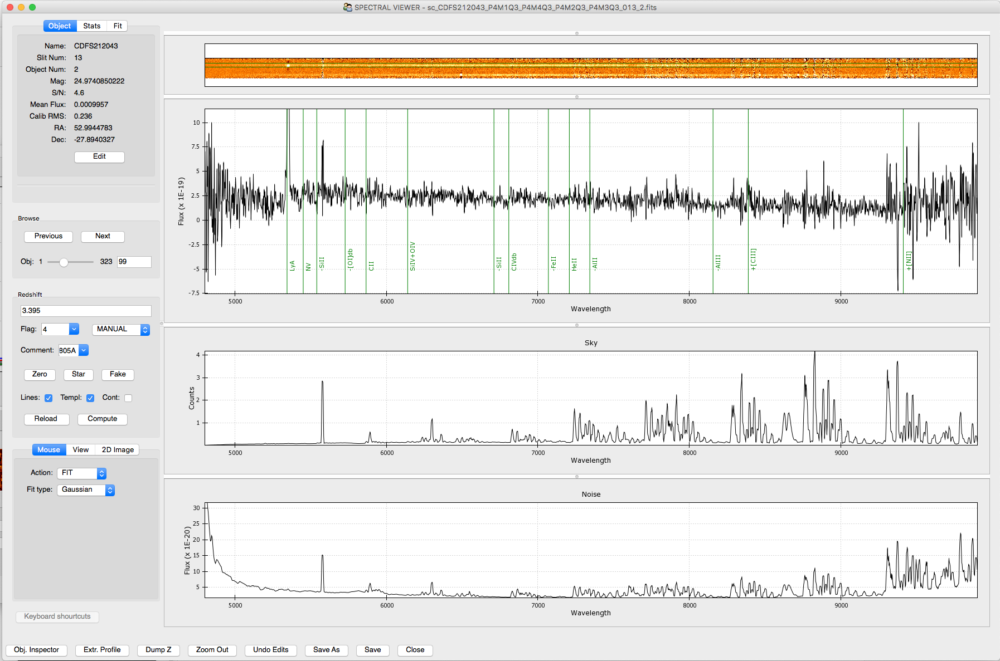 SPECTRAL VIEWER - sc_CDFS212043_P4M1Q3_P4M4Q3_P4M2Q3_P4M3Q3_013_2.fits
Object Stats Fit
Name: CDFS212043
Slit Num: 13
Object Num: 2
Mag: 24.9740850222
S/N: 4.6
Mean Flux: 0.0009957
Calib RMS: 0.236
RA: 52.9944783
Dec: -27.8940327
Edit
Browse
Previous Next
Obj: 1 323 99
Redshift
3.395
Flag: 4 MANUAL
Comment: 805A
Zero Star Fake
Lines: Templ: Cont:
Reload Compute
Mouse View 2D Image
Action: FIT
Fit type: Gaussian
Keyboard shourtcuts
Flux (x 1E-19)
10
7.5
5
2.5
0
-2.5
-5
-7.5
LyA NV -SiII -[OI]db CII SiIV+OIV -SiII CIVdb -FeII HeII -AlII -AlIII +[CIII] +[NII]
5000 6000 7000 8000 9000
Wavelength
Sky
Counts
4
3
2
1
5000 6000 7000 8000 9000
Wavelength
Noise
Flux (x 1E-20)
30
25
20
15
10
5
5000 6000 7000 8000 9000
Wavelength
Obj. Inspector Extr. Profile Dump Z Zoom Out Undo Edits Save As Save Close